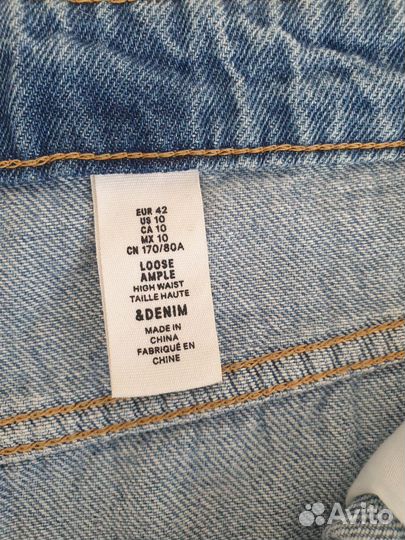 EUR 42
US 10
CA 10
MX 10
CN 170/80A
LOOSE
AMPLE
HIGH WAIST
TAILLE HAUTE
&DENIM
MADE IN
CHINA
FABRIQUÉ EN
CHINE
Avito